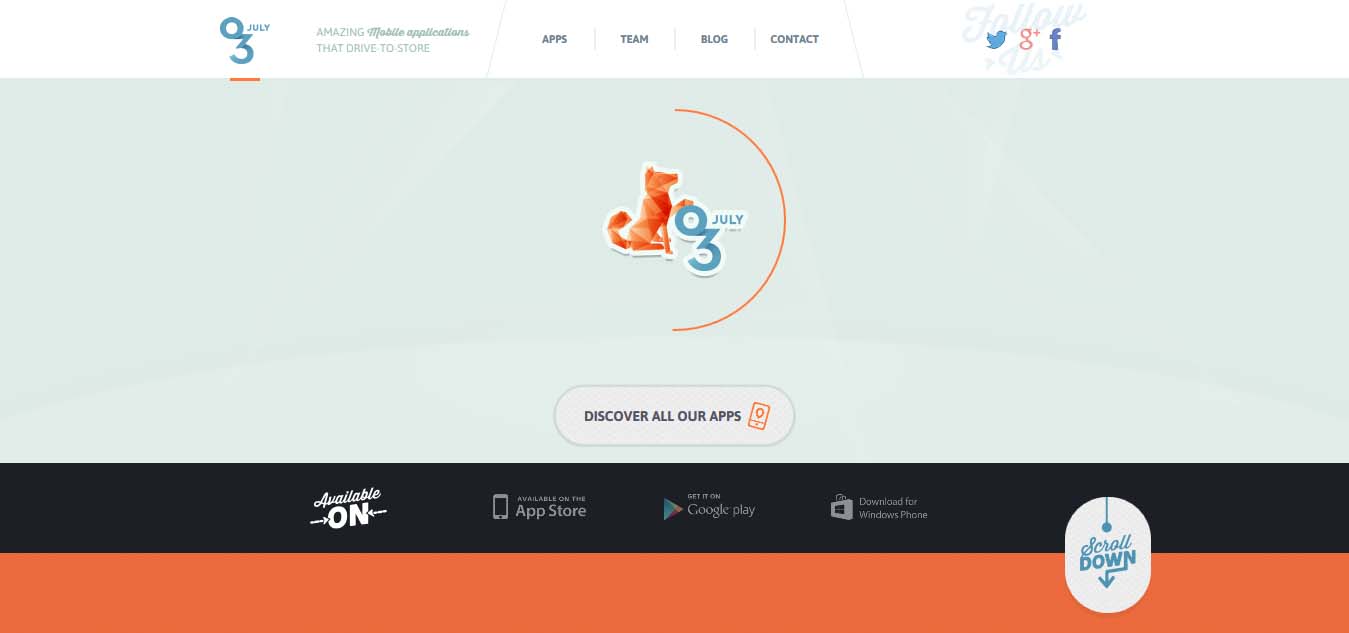 03 JULY
AMAZING Mobile applications
THAT DRIVE-TO-STORE
APPS
TEAM
BLOG
CONTACT
Follow
Us
g+
f
03 JULY
DISCOVER ALL OUR APPS
Available
ON
AVAILABLE ON THE
App Store
GET IT ON
Google play
Download for
Windows Phone
Scroll
DOWN